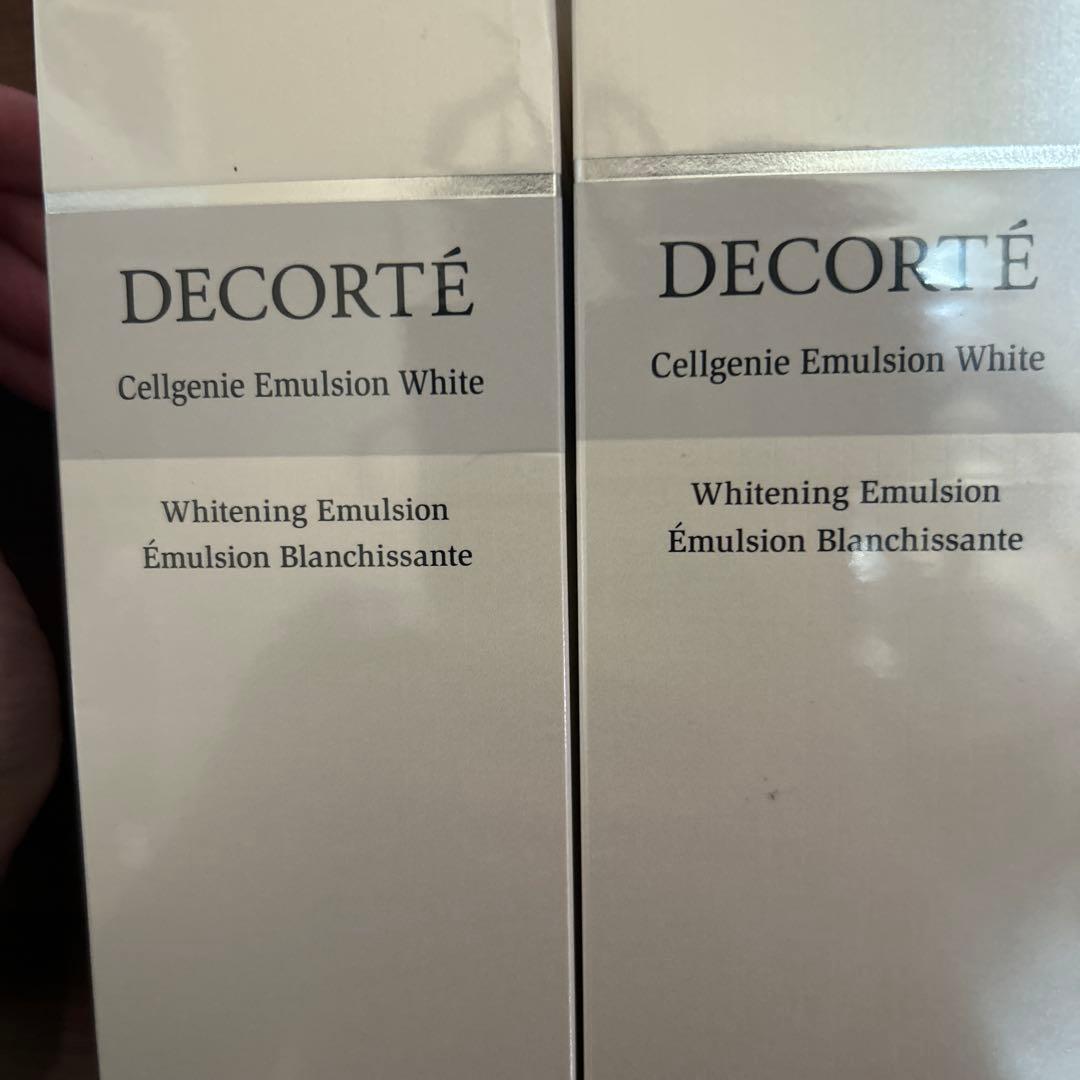 DECORTÉ
Cellgenie Emulsion White
Whitening Emulsion
Émulsion Blanchissante
DECORTÉ
Cellgenie Emulsion White
Whitening Emulsion
Émulsion Blanchissante